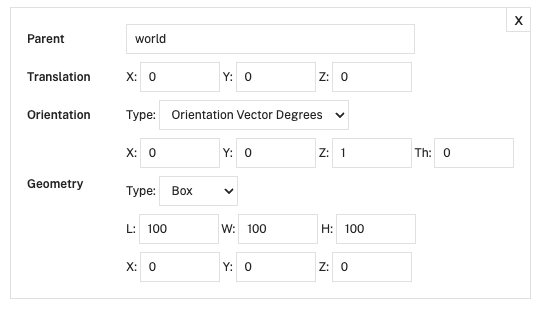 X
Parent world
Translation X: 0 Y: 0 Z: 0
Orientation Type: Orientation Vector Degrees
X: 0 Y: 0 Z: 1 Th: 0
Geometry Type: Box
L: 100 W: 100 H: 100
X: 0 Y: 0 Z: 0